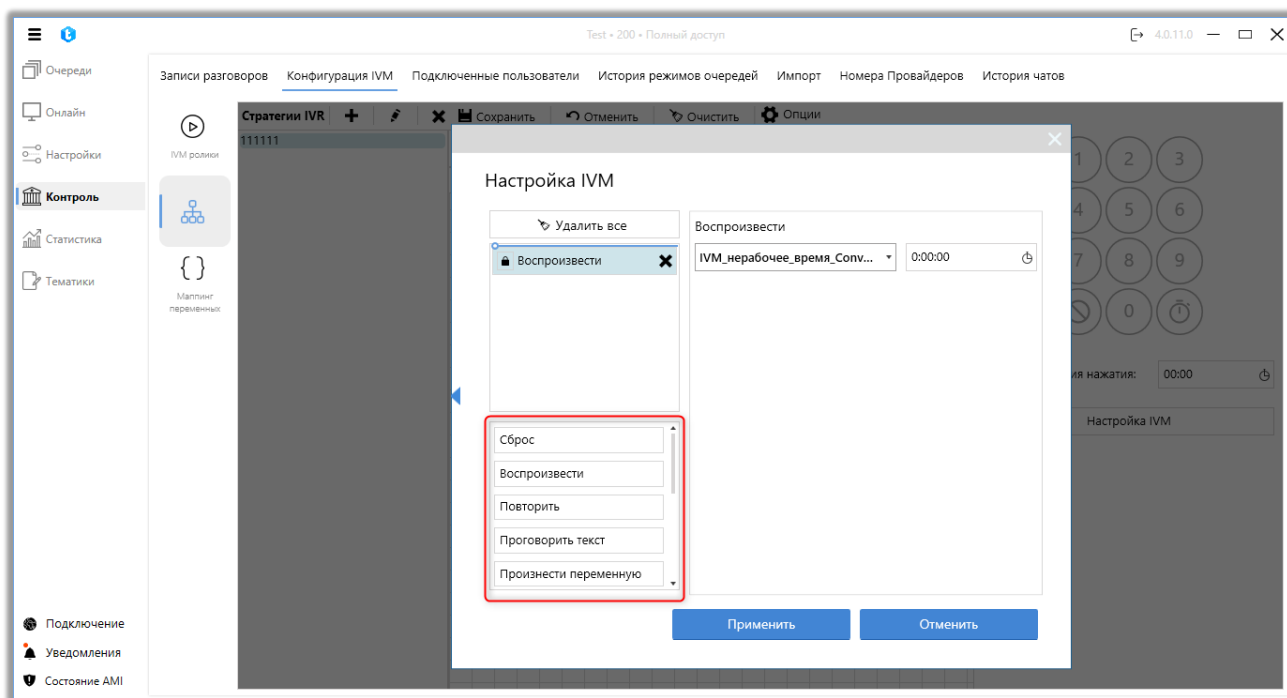 Test • 200 • Полный доступ
4.0.11.0
Очереди
Онлайн
Настройки
Контроль
Статистика
Тематики
Подключение
Уведомления
Состояние AMI
Записи разговоров Конфигурация IVM Подключенные пользователи История режимов очередей Импорт Номера Провайдеров История чатов
IVM ролики
Маппинг
переменных
Стратегии IVR Сохранить Отменить Очистить Опции
111111
Настройка IVM
Удалить все
Воспроизвести
Сброс
Воспроизвести
Повторить
Проговорить текст
Произнести переменную
Воспроизвести
IVM_нерабочее_время_Conv... 0:00:00
Применить Отменить
1 2 3
4 5 6
7 8 9
0
ия нажатия: 00:00
Настройка IVM